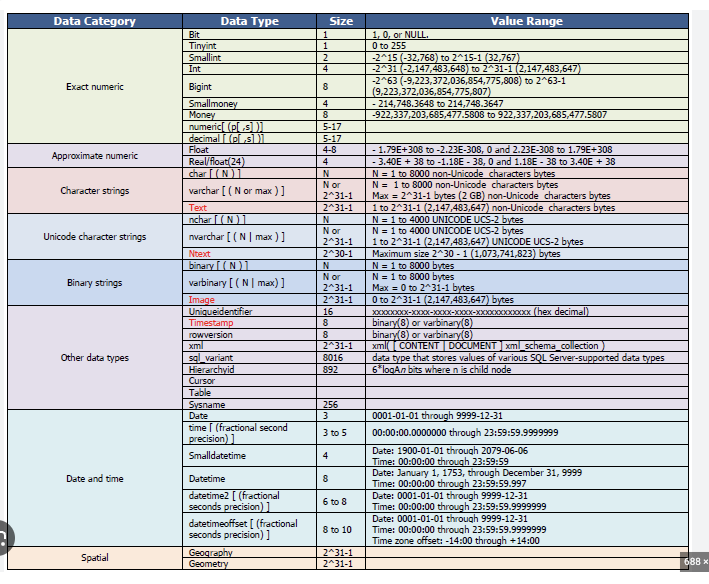 Data Category Data Type Size Value Range
Exact numeric
Bit 1 1, 0, or NULL.
Tinyint 1 0 to 255
Smallint 2 -2^15 (-32,768) to 2^15-1 (32,767)
Int 4 -2^31 (-2,147,483,648) to 2^31-1 (2,147,483,647)
Bigint 8 -2^63 (-9,223,372,036,854,775,808) to 2^63-1
(9,223,372,036,854,775,807)
Smallmoney 4 - 214,748.3648 to 214,748.3647
Money 8 -922,337,203,685,477.5808 to 922,337,203,685,477.5807
numeric[ (p[ ,s] )] 5-17
decimal [ (p[ ,s] )] 5-17
Approximate numeric
Float 4-8 - 1.79E+308 to -2.23E-308, 0 and 2.23E-308 to 1.79E+308
Real/float(24) 4 - 3.40E + 38 to -1.18E - 38, 0 and 1.18E - 38 to 3.40E + 38
Character strings
char [ ( N ) ] N N = 1 to 8000 non-Unicode characters bytes
varchar [ ( N or max ) ] N or
2^31-1 N = 1 to 8000 non-Unicode characters bytes
Max = 2^31-1 bytes (2 GB) non-Unicode characters bytes
Text 2^31-1 1 to 2^31-1 (2,147,483,647) non-Unicode characters bytes
Unicode character strings
nchar [ ( N ) ] N N = 1 to 4000 UNICODE UCS-2 bytes
nvarchar [ ( N | max ) ] N or
2^31-1 N = 1 to 4000 UNICODE UCS-2 bytes
1 to 2^31-1 (2,147,483,647) UNICODE UCS-2 bytes
Ntext 2^30-1 Maximum size 2^30 - 1 (1,073,741,823) bytes
Binary strings
binary [ ( N ) ] N N = 1 to 8000 bytes
varbinary [ ( N | max) ] N or
2^31-1 N = 1 to 8000 bytes
Max = 0 to 2^31-1 bytes
Image 2^31-1 0 to 2^31-1 (2,147,483,647) bytes
Other data types
Uniqueidentifier 16 xxxxxxxx-xxxx-xxxx-xxxx-xxxxxxxxxxxx (hex decimal)
Timestamp 8 binary(8) or varbinary(8)
rowversion 8 binary(8) or varbinary(8)
xml 2^31-1 xml( [ CONTENT | DOCUMENT ] xml_schema_collection )
sql_variant 8016 data type that stores values of various SQL Server-supported data types
Hierarchyid 892 6*logAn bits where n is child node
Cursor
Table
Sysname 256
Date and time
Date 3 0001-01-01 through 9999-12-31
time [ (fractional second
precision) ] 3 to 5 00:00:00.0000000 through 23:59:59.9999999
Smalldatetime 4 Date: 1900-01-01 through 2079-06-06
Time: 00:00:00 through 23:59:59
Datetime 8 Date: January 1, 1753, through December 31, 9999
Time: 00:00:00 through 23:59:59.997
datetime2 [ (fractional
seconds precision) ] 6 to 8 Date: 0001-01-01 through 9999-12-31
Time: 00:00:00 through 23:59:59.9999999
datetimeoffset [ (fractional
seconds precision) ] 8 to 10 Date: 0001-01-01 through 9999-12-31
Time: 00:00:00 through 23:59:59.9999999
Time zone offset: -14:00 through +14:00
Spatial
Geography 2^31-1
Geometry 2^31-1
688 ×